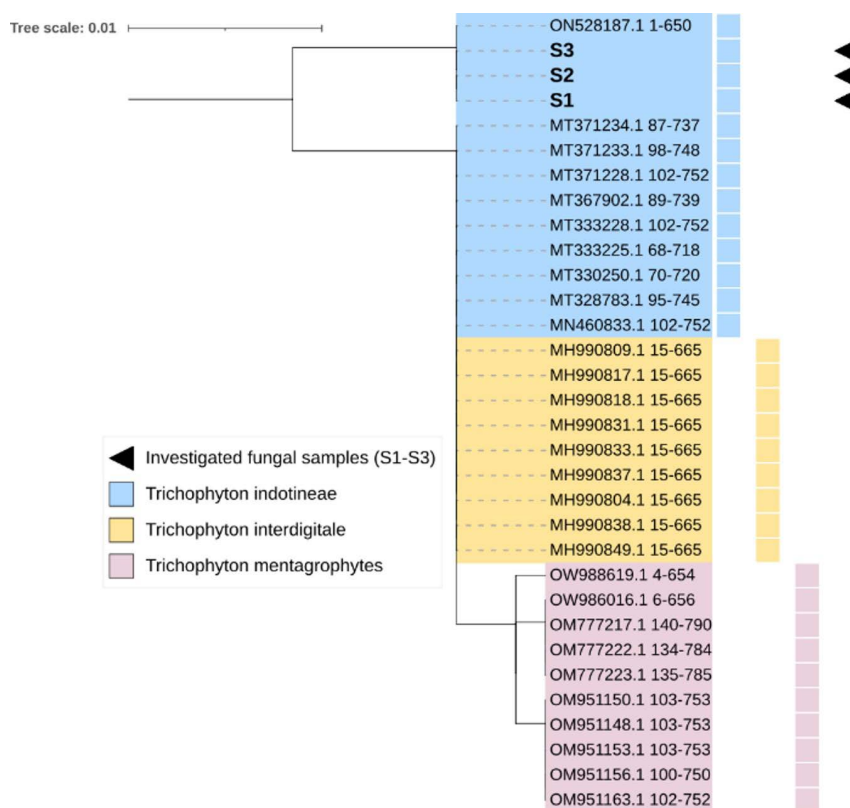 Tree scale: 0.01
ON528187.1 1-650
S3
S2
S1
MT371234.1 87-737
MT371233.1 98-748
MT371228.1 102-752
MT367902.1 89-739
MT333228.1 102-752
MT333225.1 68-718
MT330250.1 70-720
MT328783.1 95-745
MN460833.1 102-752
MH990809.1 15-665
MH990817.1 15-665
MH990818.1 15-665
MH990831.1 15-665
MH990833.1 15-665
MH990837.1 15-665
MH990804.1 15-665
MH990838.1 15-665
MH990849.1 15-665
OW988619.1 4-654
OW986016.1 6-656
OM777217.1 140-790
OM777222.1 134-784
OM777223.1 135-785
OM951150.1 103-753
OM951148.1 103-753
OM951153.1 103-753
OM951156.1 100-750
OM951163.1 102-752
Investigated fungal samples (S1-S3)
Trichophyton indotineae
Trichophyton interdigitale
Trichophyton mentagrophytes